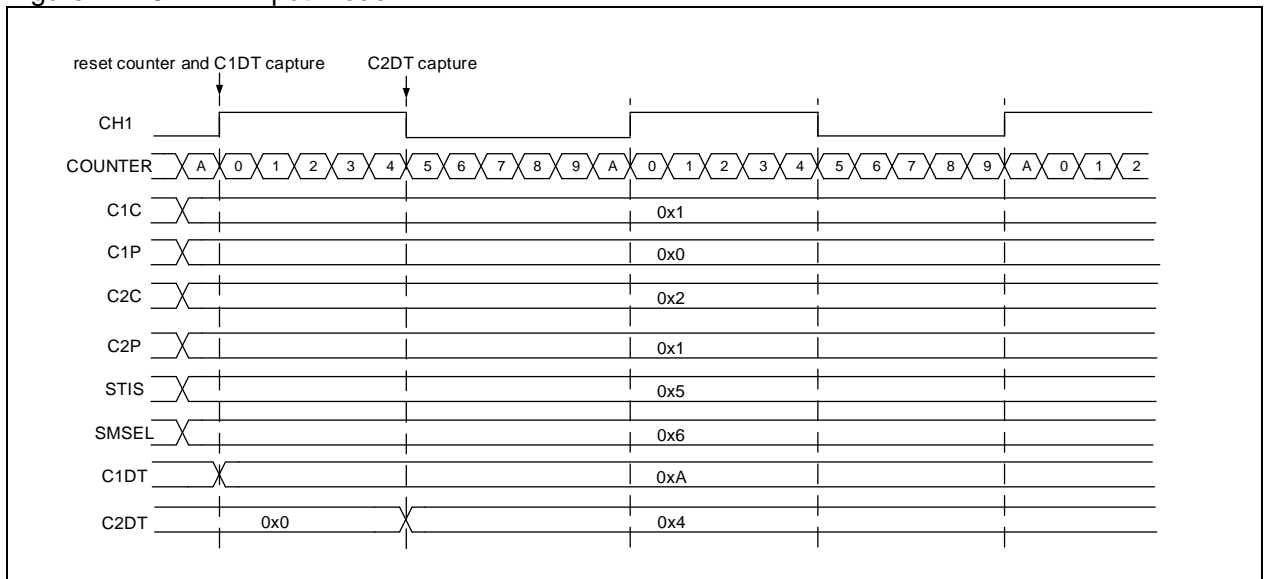 reset counter and C1DT capture C2DT capture
CH1
COUNTER A 0 1 2 3 4 5 6 7 8 9 A 0 1 2 3 4 5 6 7 8 9 A 0 1 2
C1C 0x1
C1P 0x0
C2C 0x2
C2P 0x1
STIS 0x5
SMSEL 0x6
C1DT 0xA
C2DT 0x0 0x4